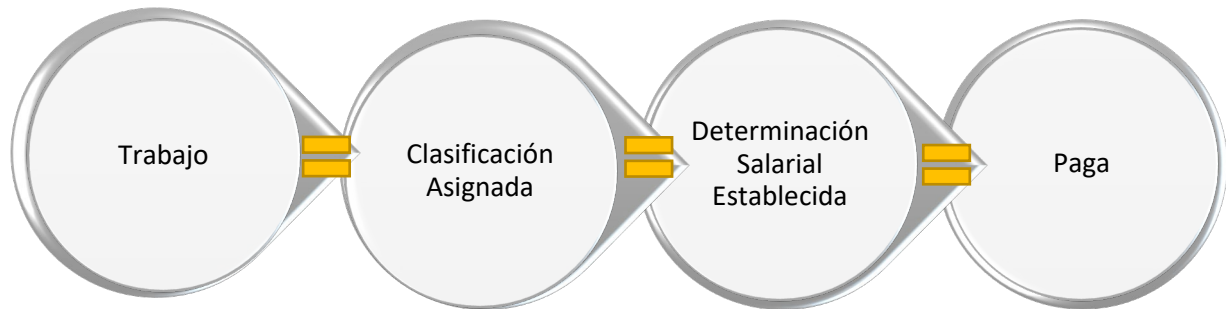 Trabajo
Clasificación
Asignada
Determinación
Salarial
Establecida
Paga